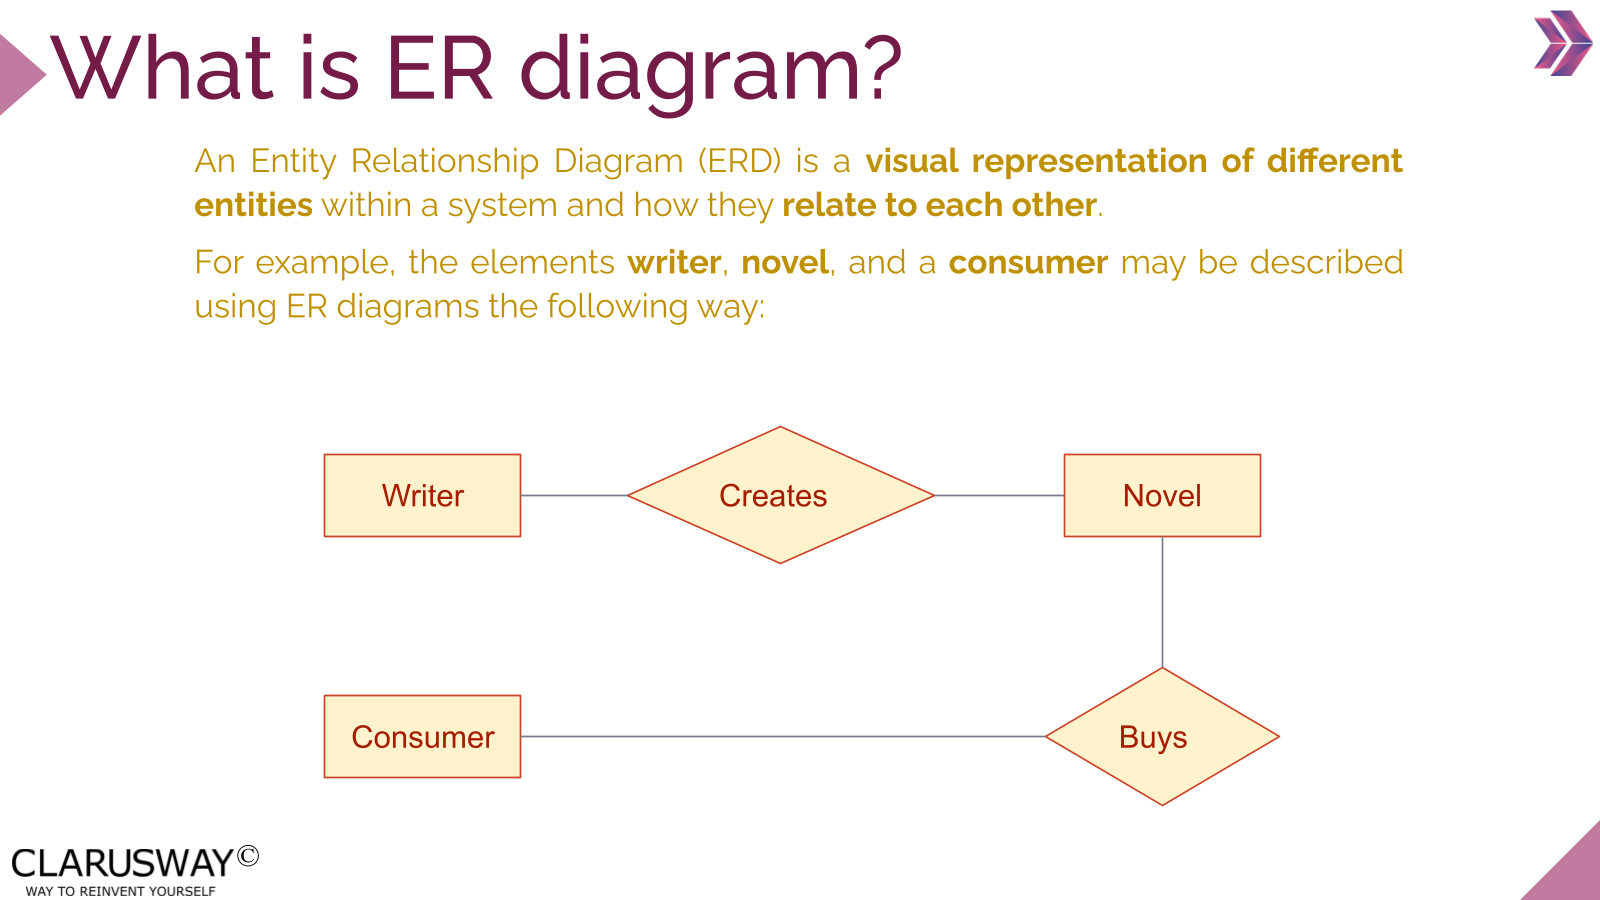 What is ER diagram?
An Entity Relationship Diagram (ERD) is a visual representation of different
entities within a system and how they relate to each other.
For example, the elements writer, novel, and a consumer may be described
using ER diagrams the following way:
Writer
Creates
Novel
Consumer
Buys
CLARUSWAY©
WAY TO REINVENT YOURSELF